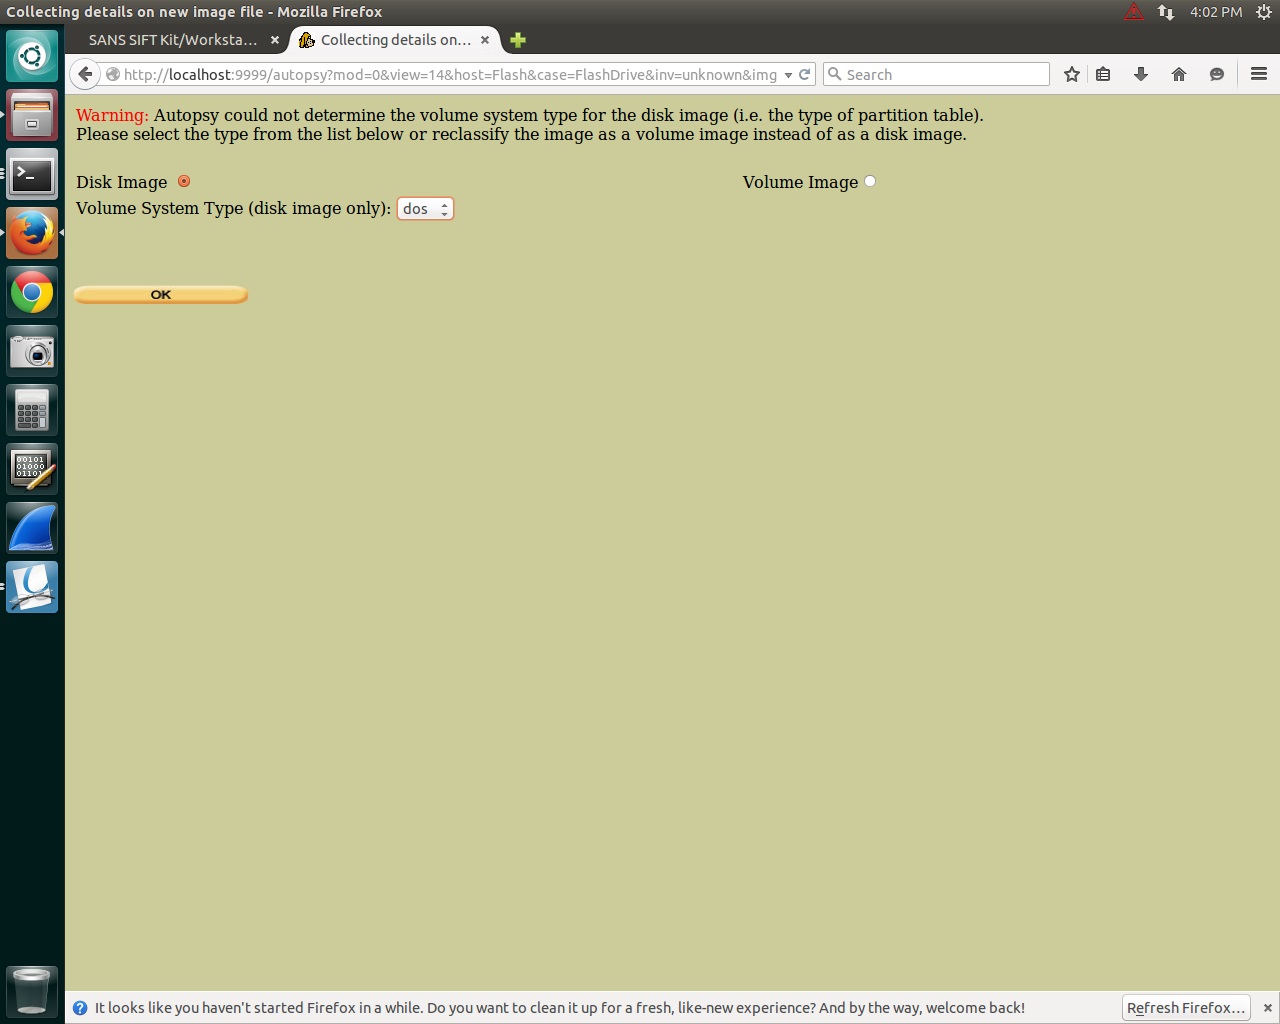 Collecting details on new image file - Mozilla Firefox
4:02 PM
SANS SIFT Kit/Worksta...
Collecting details on...
http://localhost:9999/autopsy?mod=0&view=14&host=Flash&case=FlashDrive&inv=unknown&img
Search
Warning: Autopsy could not determine the volume system type for the disk image (i.e. the type of partition table).
Please select the type from the list below or reclassify the image as a volume image instead of as a disk image.
Disk Image
Volume Image
Volume System Type (disk image only): dos
OK
It looks like you haven't started Firefox in a while. Do you want to clean it up for a fresh, like-new experience? And by the way, welcome back!
Refresh Firefox...